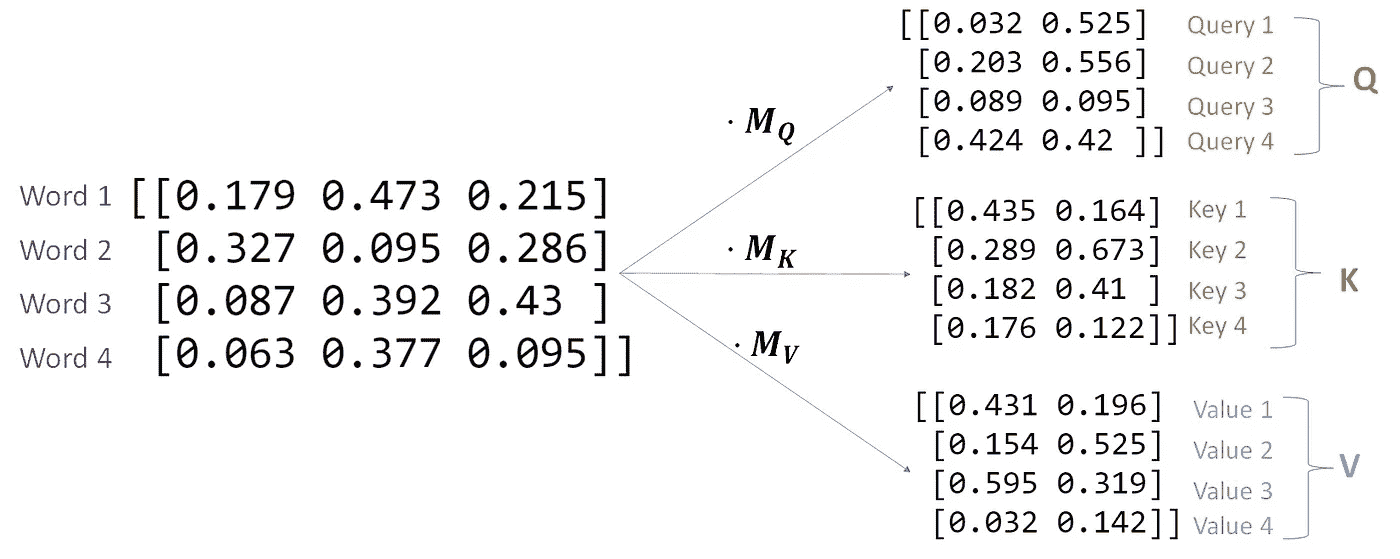 Word 1 [[0.179 0.473 0.215]
Word 2 [0.327 0.095 0.286]
Word 3 [0.087 0.392 0.43 ]
Word 4 [0.063 0.377 0.095]]
· M_Q
· M_K
· M_V
[[0.032 0.525] Query 1
[0.203 0.556] Query 2
[0.089 0.095] Query 3
[0.424 0.42 ]] Query 4
Q
[[0.435 0.164] Key 1
[0.289 0.673] Key 2
[0.182 0.41 ] Key 3
[0.176 0.122]] Key 4
K
[[0.431 0.196] Value 1
[0.154 0.525] Value 2
[0.595 0.319] Value 3
[0.032 0.142]] Value 4
V